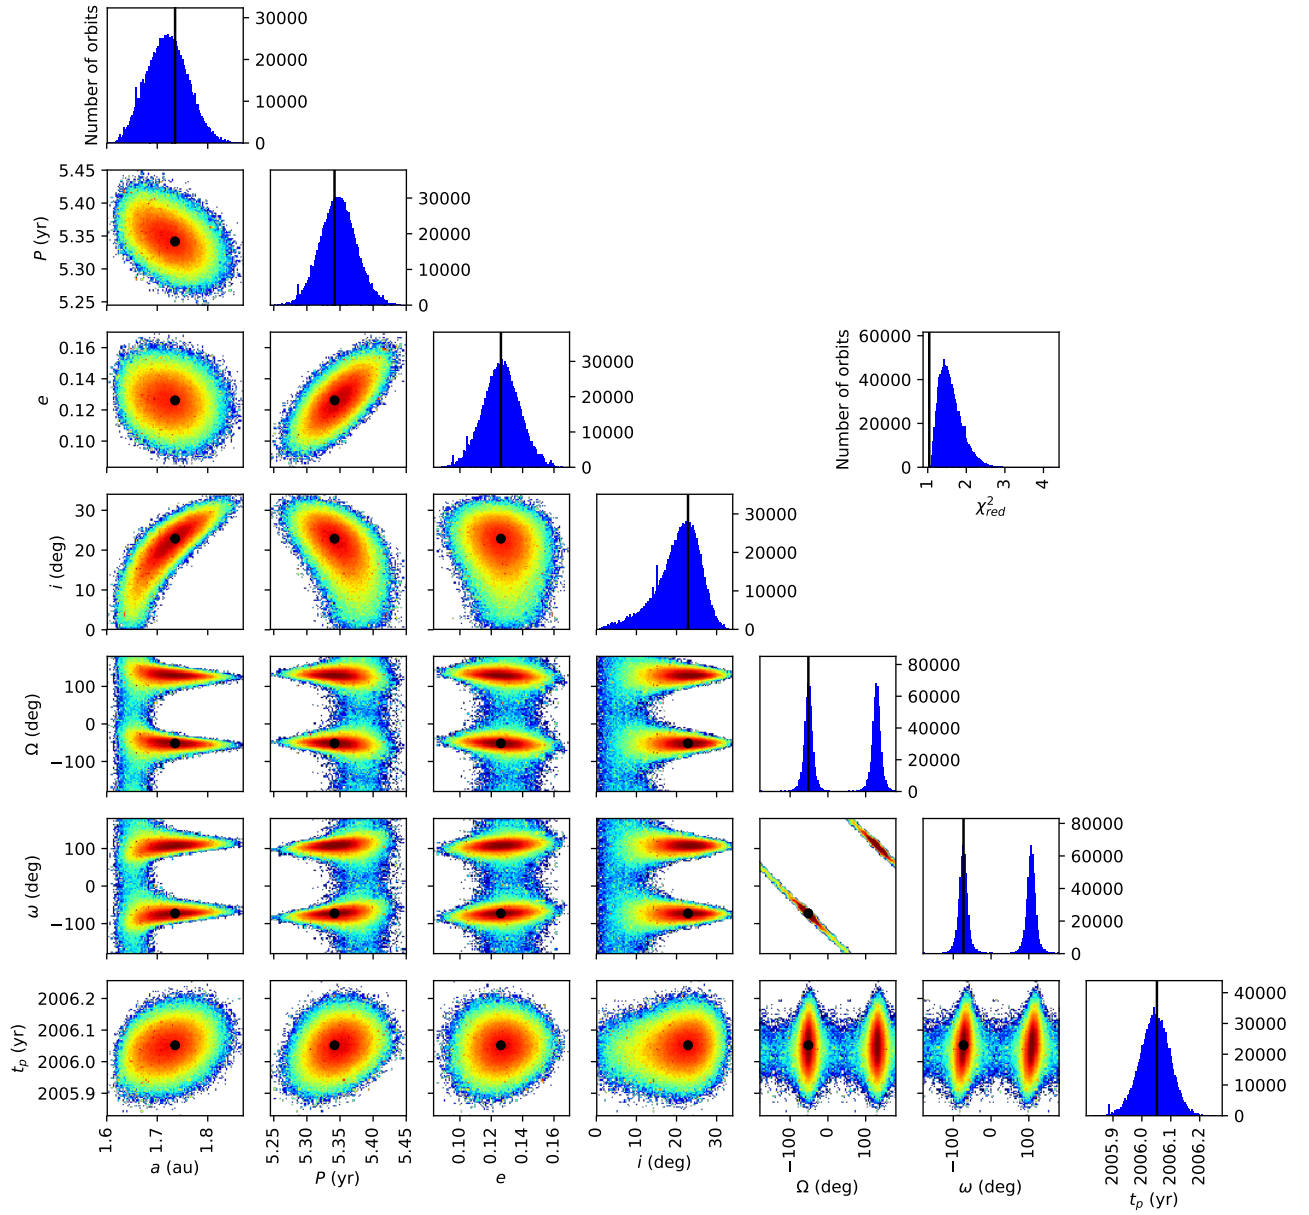 Number of orbits
30000
20000
10000
0
5.45
5.40
5.35
5.30
5.25
P (yr)
30000
20000
10000
0
0.16
0.14
0.12
0.10
e
30000
20000
10000
0
Number of orbits
60000
40000
20000
0
1 2 3 4
χ²red
30
20
10
0
i (deg)
30000
20000
10000
0
100
0
−100
Ω (deg)
80000
60000
40000
20000
0
100
0
−100
ω (deg)
80000
60000
40000
20000
0
2006.2
2006.1
2006.0
2005.9
tp (yr)
40000
30000
20000
10000
0
1.6 1.7 1.8
a (au)
5.25 5.30 5.35 5.40 5.45
P (yr)
0.10 0.12 0.14 0.16
e
0 10 20 30
i (deg)
−100 0 100
Ω (deg)
−100 0 100
ω (deg)
2005.9 2006.0 2006.1 2006.2
tp (yr)